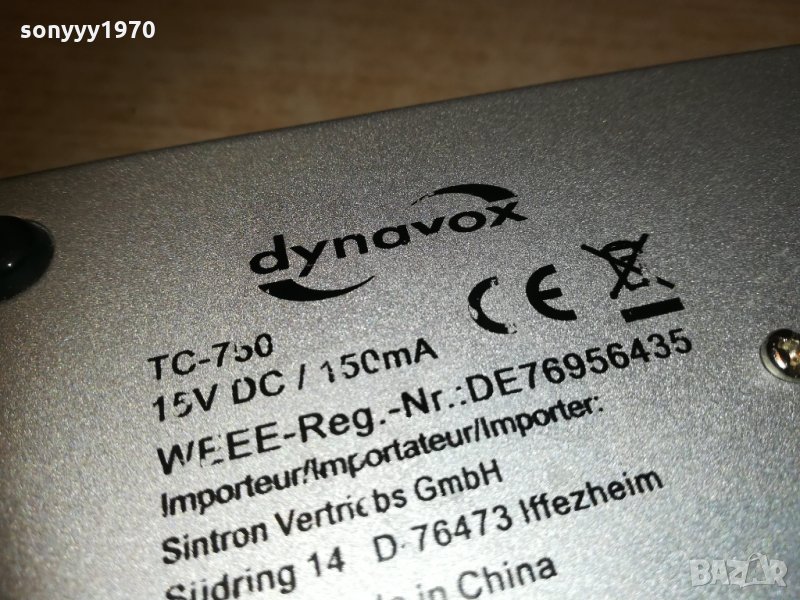 sonyyy1970
dynavox
CE
TC-750
15V DC / 150mA
WEEE-Reg.-Nr.:DE76956435
Importeur/Importateur/Importer:
Sintron Vertriebs GmbH
Südring 14 D-76473 Iffezheim
in China
BAZAR